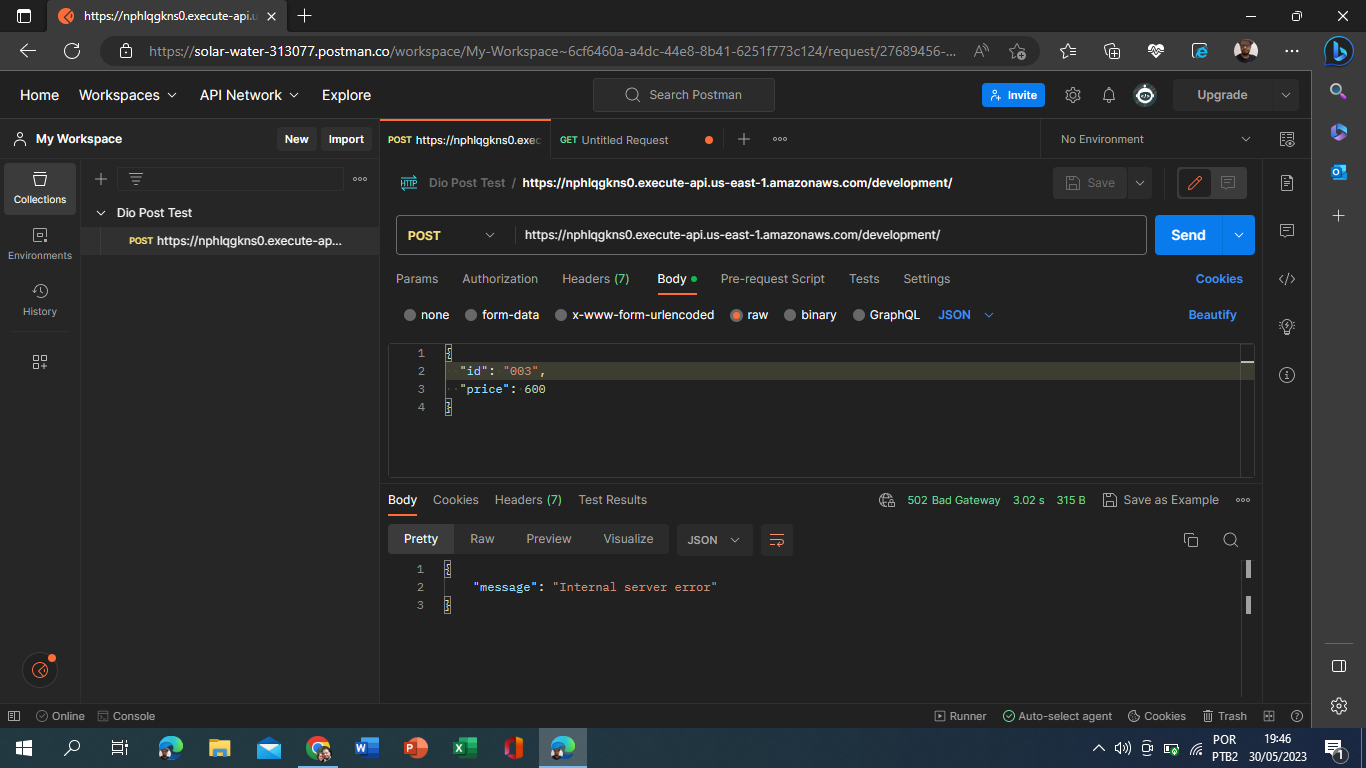 https://nphlqgkns0.execute-api.u
https://solar-water-313077.postman.co/workspace/My-Workspace~6cf6460a-a4dc-44e8-8b41-6251f773c124/request/27689456-...
Home Workspaces API Network Explore Search Postman Invite Upgrade
My Workspace New Import POST https://nphlqgkns0.exec GET Untitled Request No Environment
Dio Post Test / https://nphlqgkns0.execute-api.us-east-1.amazonaws.com/development/ Save
Collections
Dio Post Test
POST https://nphlqgkns0.execute-ap...
POST https://nphlqgkns0.execute-api.us-east-1.amazonaws.com/development/ Send
Environments
History
Params Authorization Headers (7) Body Pre-request Script Tests Settings Cookies
none form-data x-www-form-urlencoded raw binary GraphQL JSON Beautify
1 {
2 "id": "003",
3 "price": 600
4 }
Body Cookies Headers (7) Test Results 502 Bad Gateway 3.02 s 315 B Save as Example
Pretty Raw Preview Visualize JSON
1 {
2 "message": "Internal server error"
3 }
Online Console Runner Auto-select agent Cookies Trash
POR 19:46
PTB2 30/05/2023 1